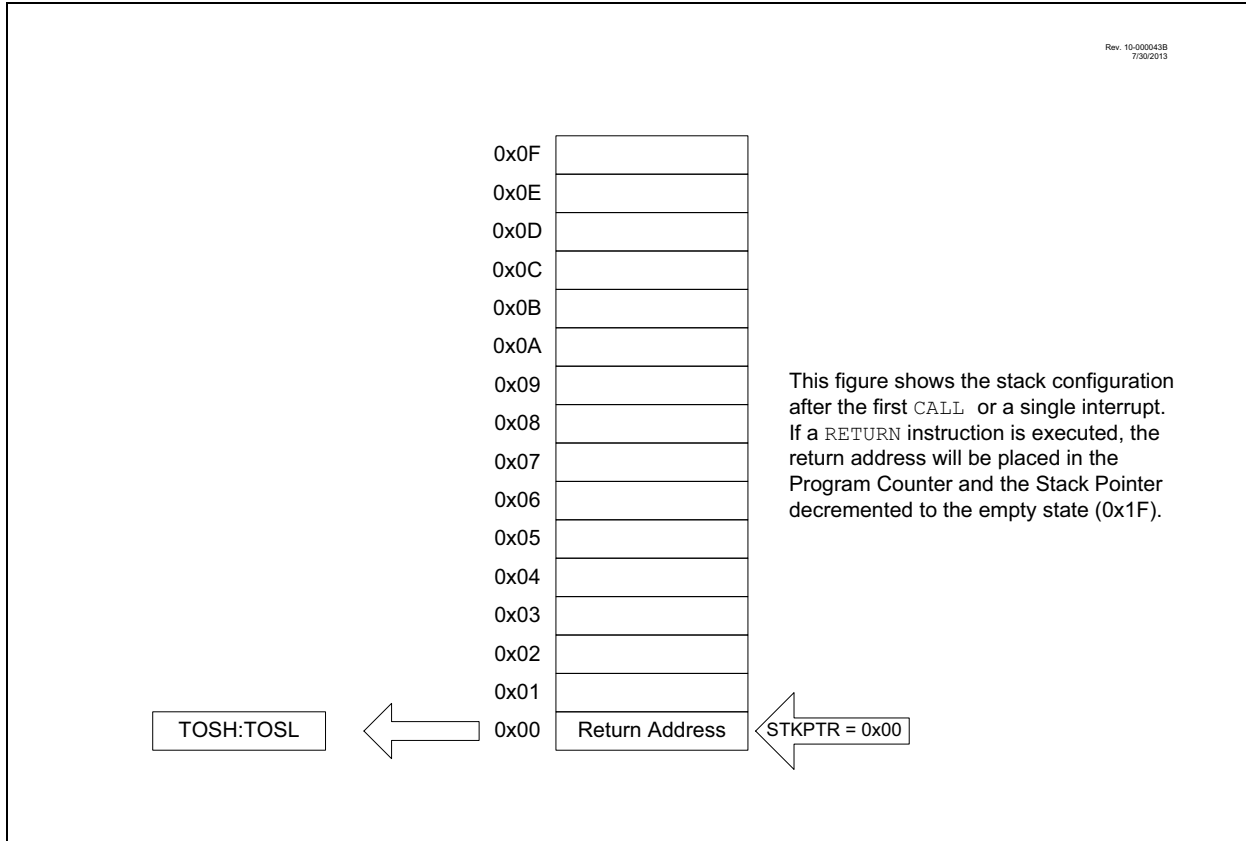 Rev. 10-000043B
7/30/2013
0x0F
0x0E
0x0D
0x0C
0x0B
0x0A
0x09
0x08
0x07
0x06
0x05
0x04
0x03
0x02
0x01
This figure shows the stack configuration
after the first CALL or a single interrupt.
If a RETURN instruction is executed, the
return address will be placed in the
Program Counter and the Stack Pointer
decremented to the empty state (0x1F).
TOSH:TOSL
0x00
Return Address
STKPTR = 0x00